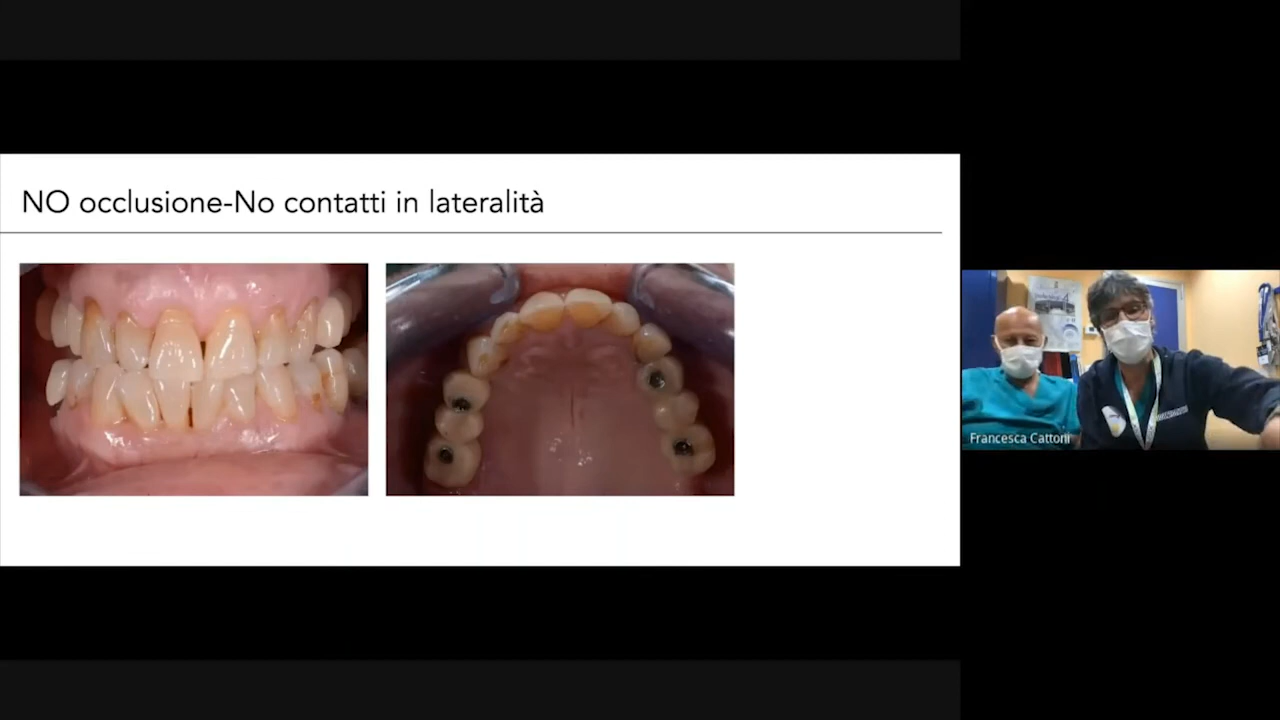 NO occlusione-No contatti in lateralità
Francesca Cattoni